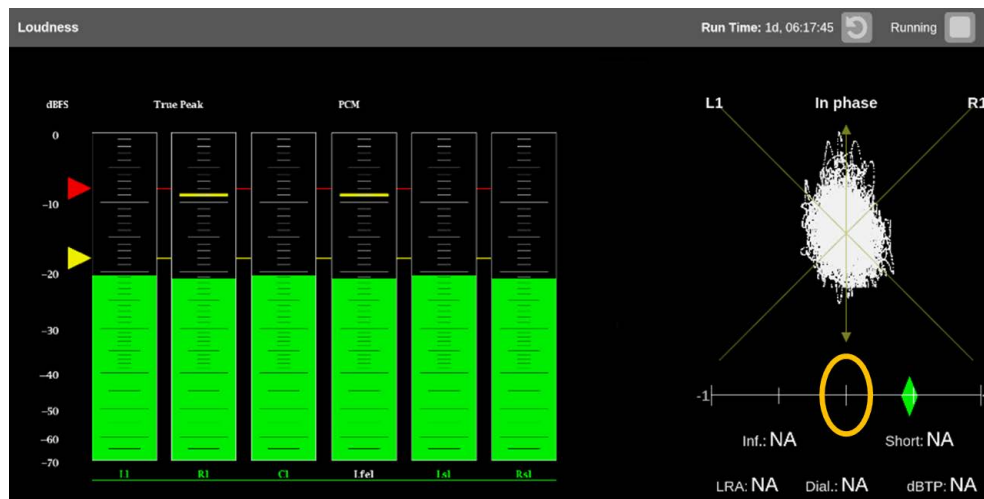 Loudness Run Time: 1d, 06:17:45 Running
dBFS True Peak PCM
L1 In phase R1
0
-10
-20
-30
-40
-50
-60
-70
L1 R1 C1 Lfe1 Ls1 Rs1
-1
Inf.: NA Short: NA
LRA: NA Dial.: NA dBTP: NA